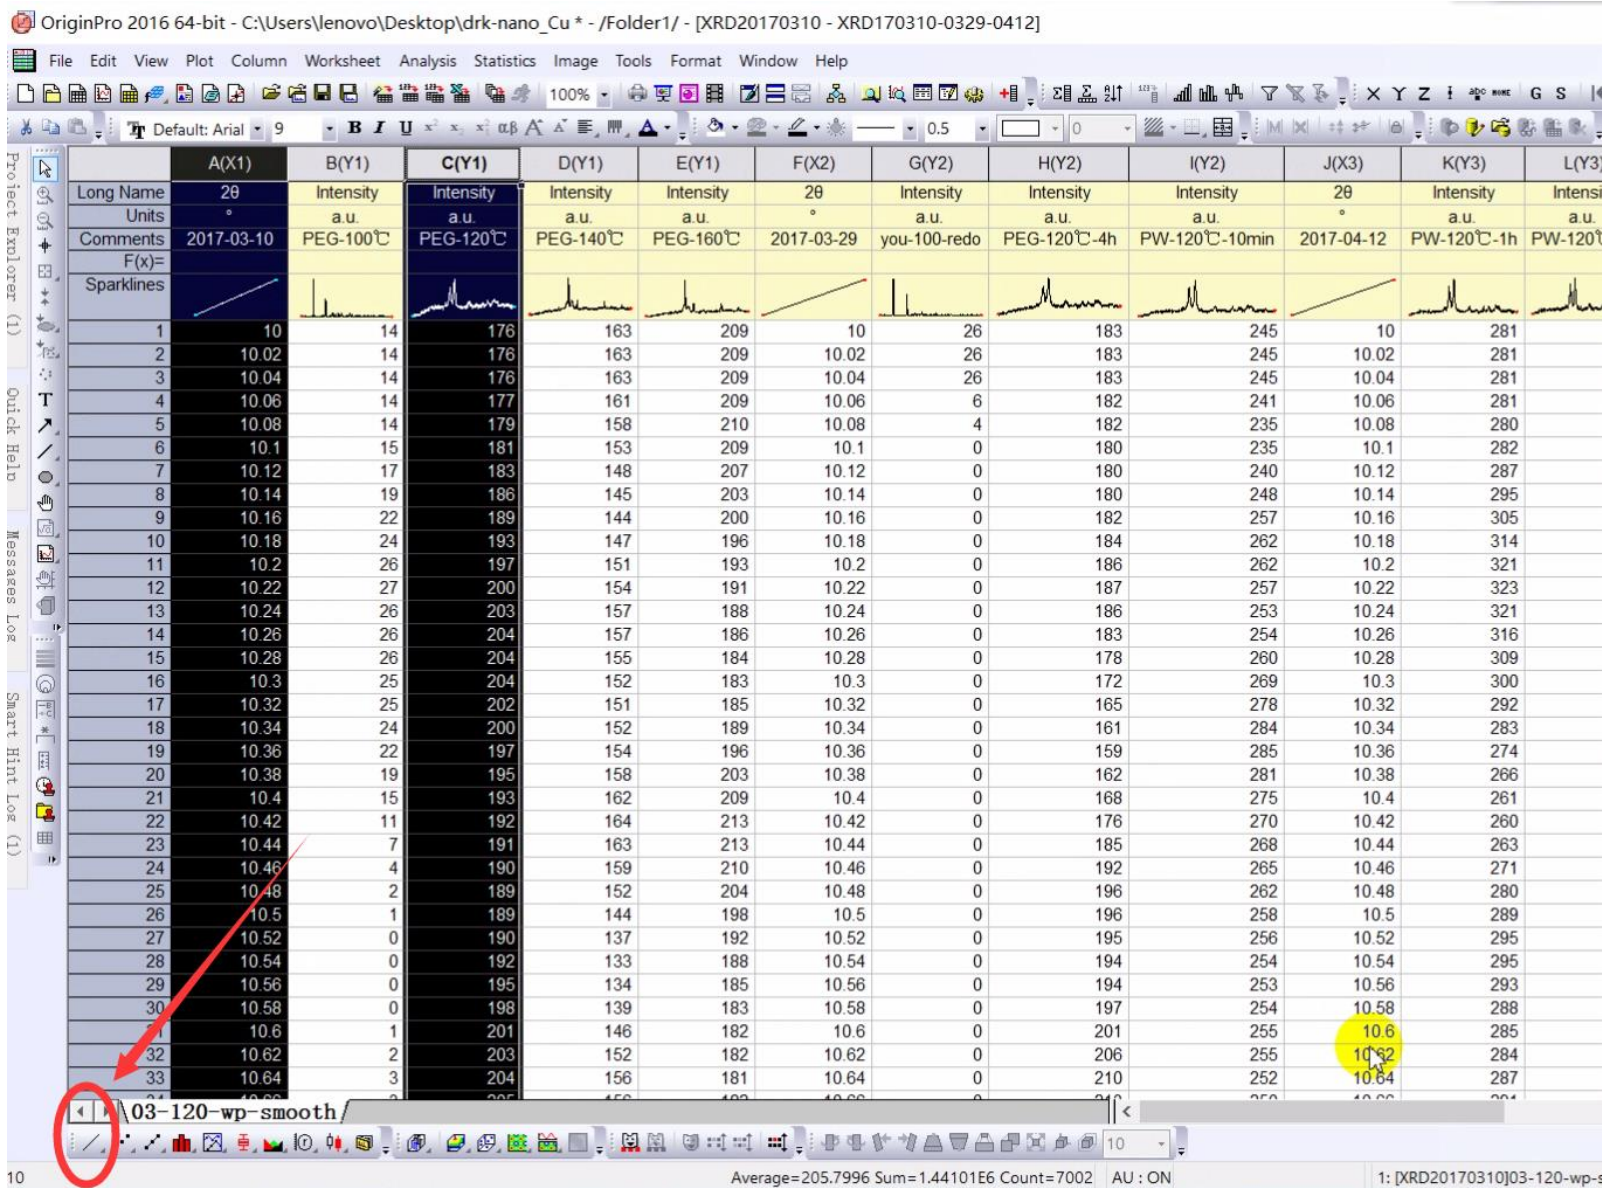 OriginPro 2016 64-bit - C:\Users\lenovo\Desktop\drk-nano_Cu * - /Folder1/ - [XRD20170310 - XRD170310-0329-0412]
File Edit View Plot Column Worksheet Analysis Statistics Image Tools Format Window Help
100% X Y Z G S
Default: Arial 9 B I U 0.5 0
A(X1) B(Y1) C(Y1) D(Y1) E(Y1) F(X2) G(Y2) H(Y2) I(Y2) J(X3) K(Y3) L(Y3)
Long Name 2θ Intensity Intensity Intensity Intensity 2θ Intensity Intensity Intensity 2θ Intensity Intensi
Units ° a.u. a.u. a.u. a.u. ° a.u. a.u. a.u. ° a.u. a.u.
Comments 2017-03-10 PEG-100℃ PEG-120℃ PEG-140℃ PEG-160℃ 2017-03-29 you-100-redo PEG-120℃-4h PW-120℃-10min 2017-04-12 PW-120℃-1h PW-120℃
F(x)=
Sparklines
1 10 14 176 163 209 10 26 183 245 10 281
2 10.02 14 176 163 209 10.02 26 183 245 10.02 281
3 10.04 14 176 163 209 10.04 26 183 245 10.04 281
4 10.06 14 177 161 209 10.06 6 182 241 10.06 281
5 10.08 14 179 158 210 10.08 4 182 235 10.08 280
6 10.1 15 181 153 209 10.1 0 180 235 10.1 282
7 10.12 17 183 148 207 10.12 0 180 240 10.12 287
8 10.14 19 186 145 203 10.14 0 180 248 10.14 295
9 10.16 22 189 144 200 10.16 0 182 257 10.16 305
10 10.18 24 193 147 196 10.18 0 184 262 10.18 314
11 10.2 26 197 151 193 10.2 0 186 262 10.2 321
12 10.22 27 200 154 191 10.22 0 187 257 10.22 323
13 10.24 26 203 157 188 10.24 0 186 253 10.24 321
14 10.26 26 204 157 186 10.26 0 183 254 10.26 316
15 10.28 26 204 155 184 10.28 0 178 260 10.28 309
16 10.3 25 204 152 183 10.3 0 172 269 10.3 300
17 10.32 25 202 151 185 10.32 0 165 278 10.32 292
18 10.34 24 200 152 189 10.34 0 161 284 10.34 283
19 10.36 22 197 154 196 10.36 0 159 285 10.36 274
20 10.38 19 195 158 203 10.38 0 162 281 10.38 266
21 10.4 15 193 162 209 10.4 0 168 275 10.4 261
22 10.42 11 192 164 213 10.42 0 176 270 10.42 260
23 10.44 7 191 163 213 10.44 0 185 268 10.44 263
24 10.46 4 190 159 210 10.46 0 192 265 10.46 271
25 10.48 2 189 152 204 10.48 0 196 262 10.48 280
26 10.5 1 189 144 198 10.5 0 196 258 10.5 289
27 10.52 0 190 137 192 10.52 0 195 256 10.52 295
28 10.54 0 192 133 188 10.54 0 194 254 10.54 295
29 10.56 0 195 134 185 10.56 0 194 253 10.56 293
30 10.58 0 198 139 183 10.58 0 197 254 10.58 288
31 10.6 1 201 146 182 10.6 0 201 255 10.6 285
32 10.62 2 203 152 182 10.62 0 206 255 10.62 284
33 10.64 3 204 156 181 10.64 0 210 252 10.64 287
03-120-wp-smooth
10
10 Average=205.7996 Sum=1.44101E6 Count=7002 AU : ON 1: [XRD20170310]03-120-wp-s
Project Explorer (1)
Quick Help
Messages Log
Smart Hint Log (1)